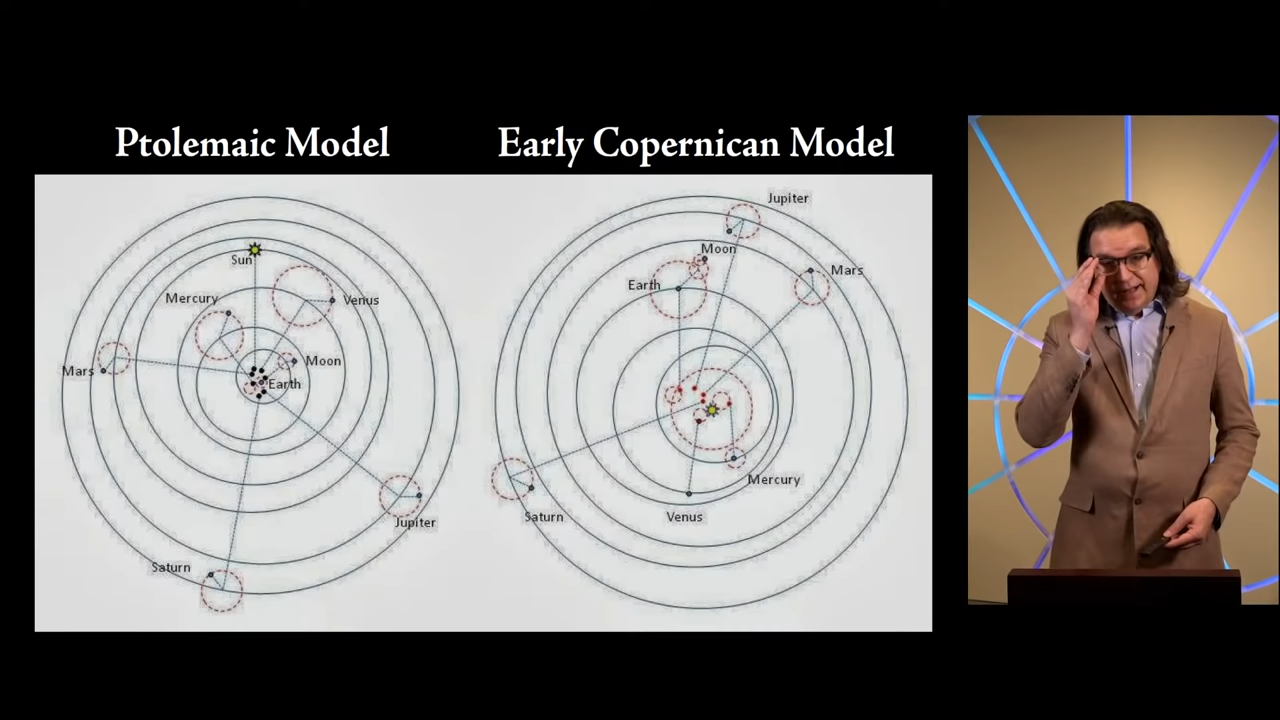 Ptolemaic Model
Sun
Mercury
Venus
Moon
Mars
Earth
Jupiter
Saturn
Early Copernican Model
Jupiter
Moon
Mars
Earth
Mercury
Saturn
Venus